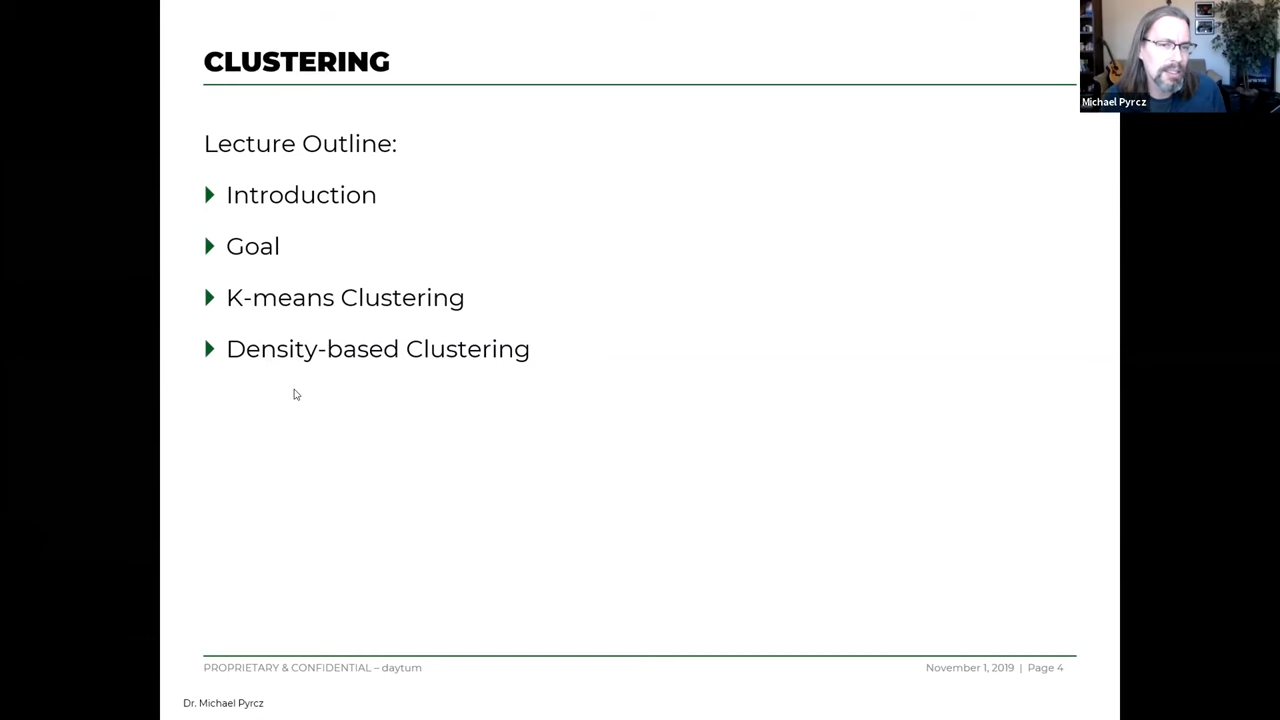 CLUSTERING
Michael Pyrcz
Lecture Outline:
Introduction
Goal
K-means Clustering
Density-based Clustering
PROPRIETARY & CONFIDENTIAL – daytum
November 1, 2019 | Page 4
Dr. Michael Pyrcz